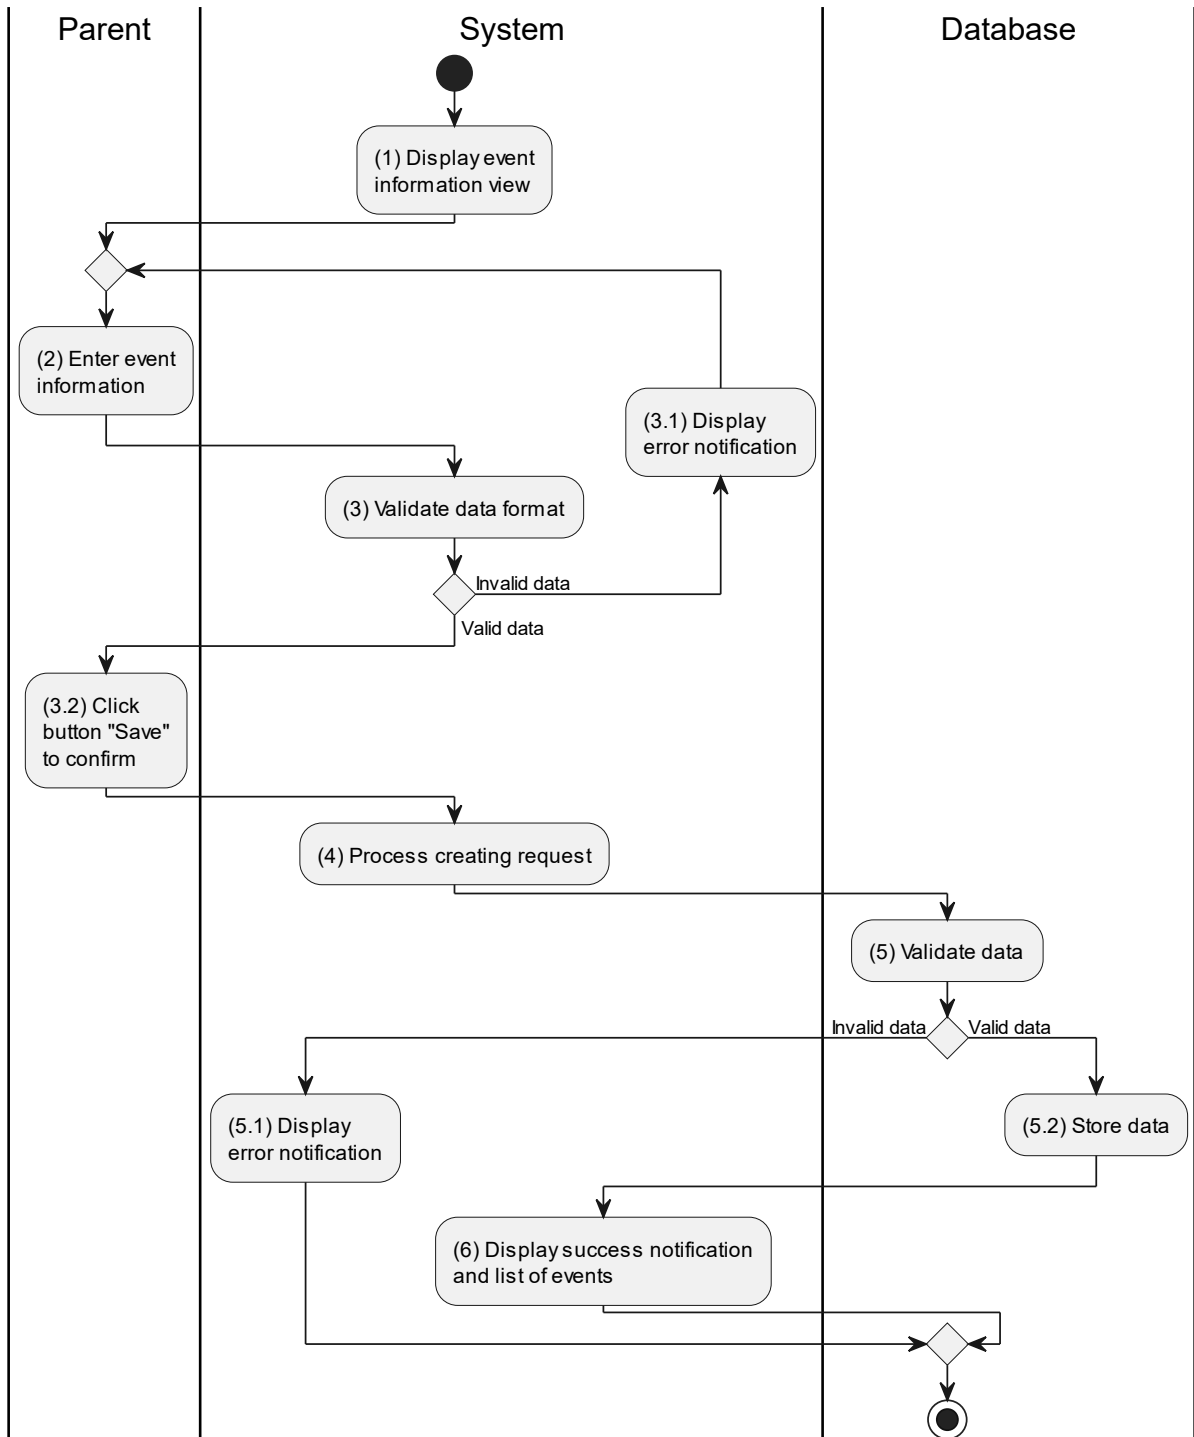 Parent
System
Database
(1) Display event
information view
(2) Enter event
information
(3.1) Display
error notification
(3) Validate data format
Invalid data
Valid data
(3.2) Click
button "Save"
to confirm
(4) Process creating request
(5) Validate data
Invalid data
Valid data
(5.1) Display
error notification
(5.2) Store data
(6) Display success notification
and list of events